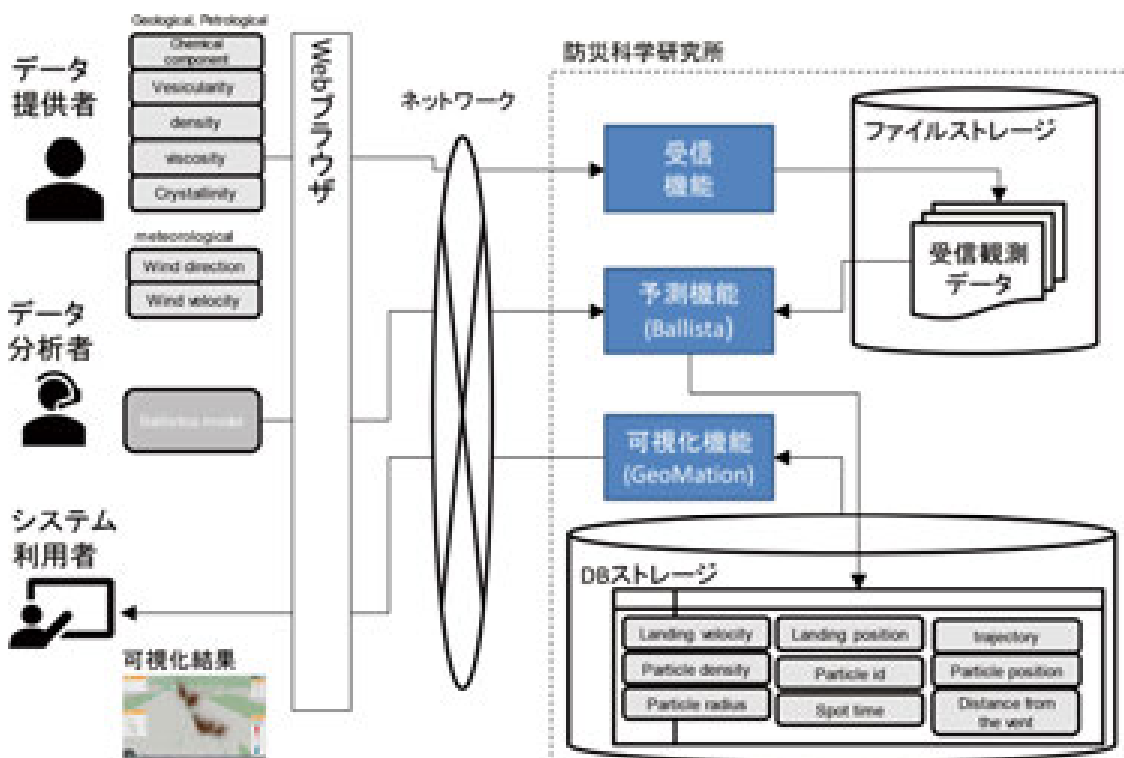 Geological, Petrological
データ
提供者
Chemical
component
Vesicularity
density
viscosity
Crystallinity
meteorological
Wind direction
Wind velocity
データ
分析者
Ballistics model
システム
利用者
可視化結果
Webブラウザ
ネットワーク
防災科学研究所
受信
機能
ファイルストレージ
受信観測
データ
予測機能
(Ballista)
可視化機能
(GeoMation)
DBストレージ
Landing velocity
Landing position
trajectory
Particle density
Particle id
Particle position
Particle radius
Spot time
Distance from
the vent